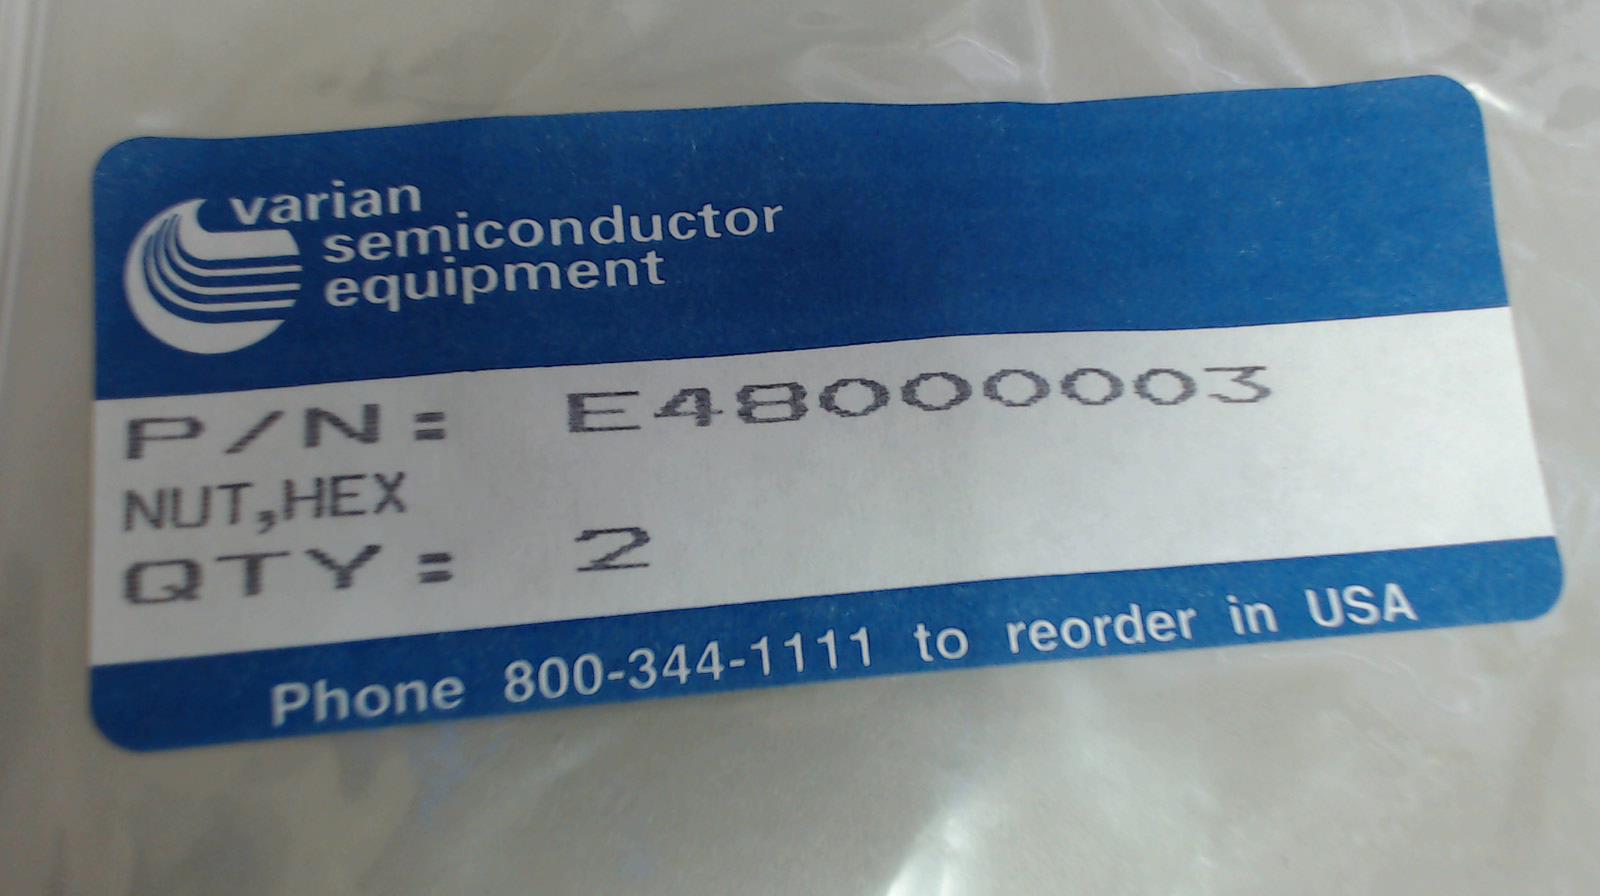 varian
semiconductor
equipment
P/N: E48000003
NUT,HEX
QTY: 2
Phone 800-344-1111 to reorder in USA